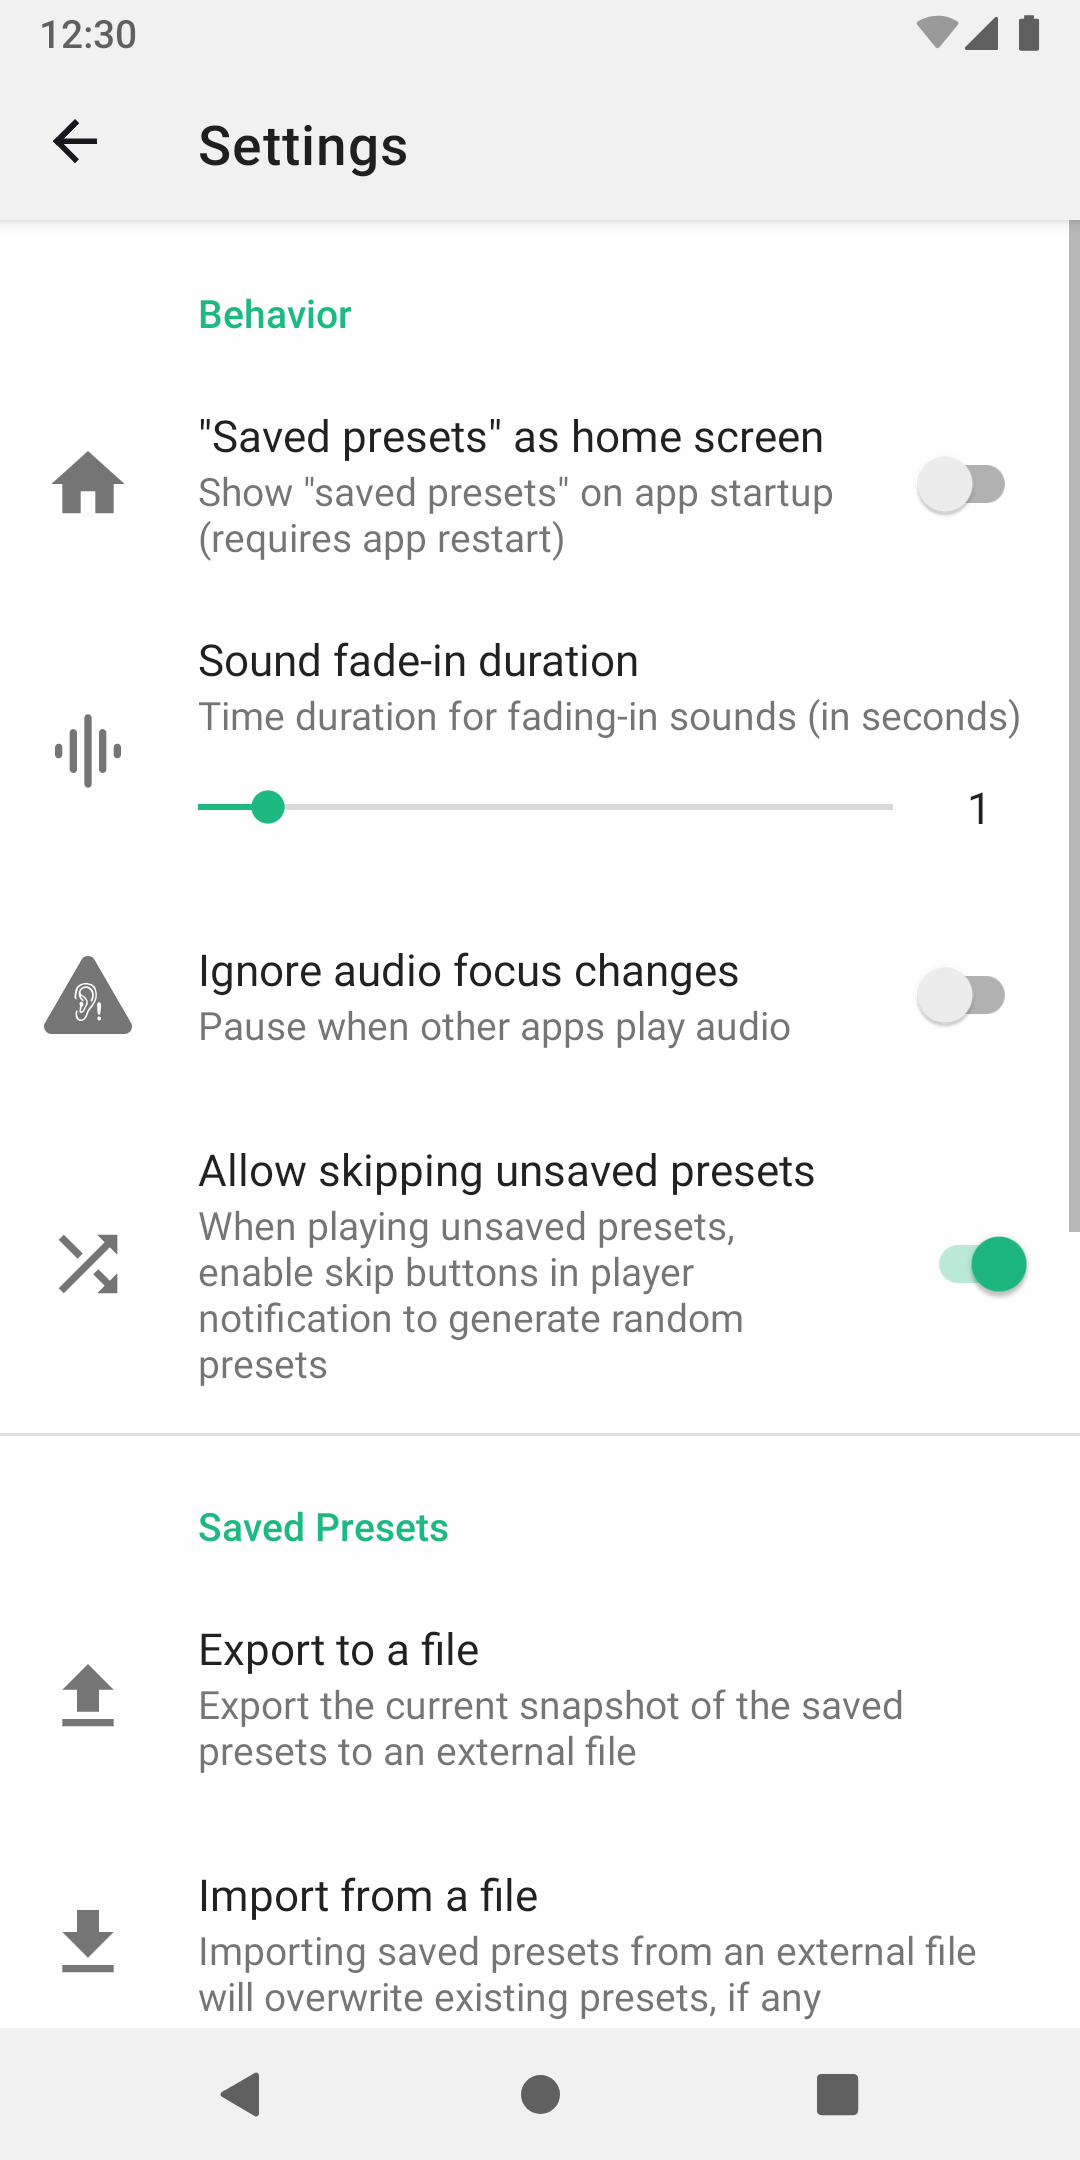 12:30
Settings
Behavior
"Saved presets" as home screen
Show "saved presets" on app startup
(requires app restart)
Sound fade-in duration
Time duration for fading-in sounds (in seconds)
1
Ignore audio focus changes
Pause when other apps play audio
Allow skipping unsaved presets
When playing unsaved presets,
enable skip buttons in player
notification to generate random
presets
Saved Presets
Export to a file
Export the current snapshot of the saved
presets to an external file
Import from a file
Importing saved presets from an external file
will overwrite existing presets, if any